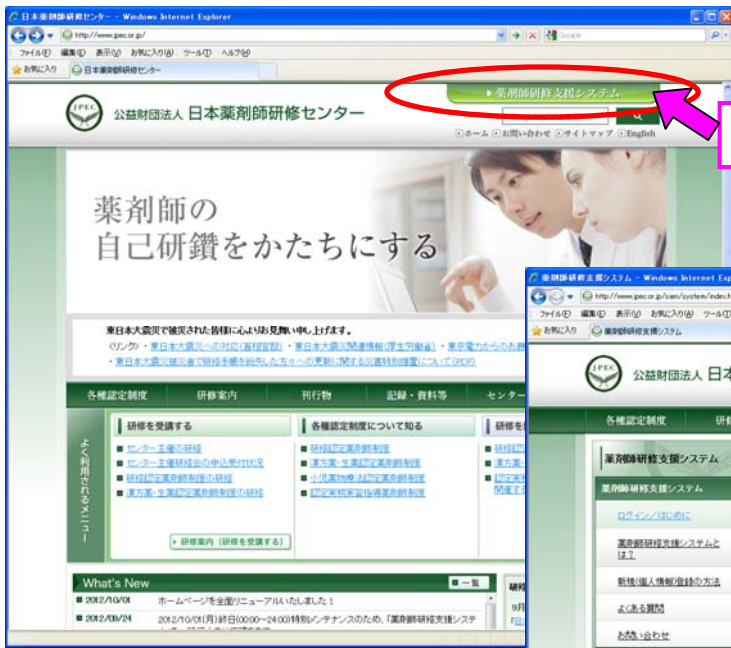 日本薬剤師研修センター - Windows Internet Explorer
http://www.jpec.or.jp/
Google
ファイル(F) 編集(E) 表示(V) お気に入り(A) ツール(T) ヘルプ(H)
お気に入り 日本薬剤師研修センター
薬剤師研修支援システム
JPEC
公益財団法人 日本薬剤師研修センター
ホーム お問い合わせ サイトマップ English
薬剤師の
自己研鑽をかたちにする
東日本大震災で被災された皆様に心よりお見舞い申し上げます。
(リンク)・東日本大震災への対応(首相官邸) ・東日本大震災関連情報(厚生労働省) ・東京電力からのお
・東日本大震災被災者で研修手帳を紛失した方々への更新に関する災害特別措置について(PDF)
各種認定制度 研修案内 刊行物 記録・資料等 センター
よく利用されるメニュー
研修を受講する
センター主催の研修
センター主催研修会の申込受付状況
研修認定薬剤師制度の研修
漢方薬・生薬認定薬剤師制度の研修
研修案内(研修を受講する)
各種認定制度について知る
研修認定薬剤師制度
漢方薬・生薬認定薬剤師制度
小児薬物療法認定薬剤師制度
認定実務実習指導薬剤師制度
研修を
研修認定
漢方薬・
認定実務
開催す
What's New
一覧
2012/10/01 ホームページを全面リニューアルいたしました!
2012/09/24 2012/10/01(月)終日(00:00~24:00)特別メンテナンスのため、「薬剤師研修支援システ
研修
9月
薬剤師研修支援システム - Windows Internet Exp
http://www.jpec.or.jp/sien/system/index.h
ファイル(F) 編集(E) 表示(V) お気に入り(A) ツール(T)
お気に入り 薬剤師研修支援システム
JPEC
公益財団法人 日本
各種認定制度 研修
薬剤師研修支援システム
薬剤師研修支援システム
ログイン/はじめに
薬剤師研修支援システムと
は?
新規(個人情報)登録の方法
よくある質問
お問い合わせ